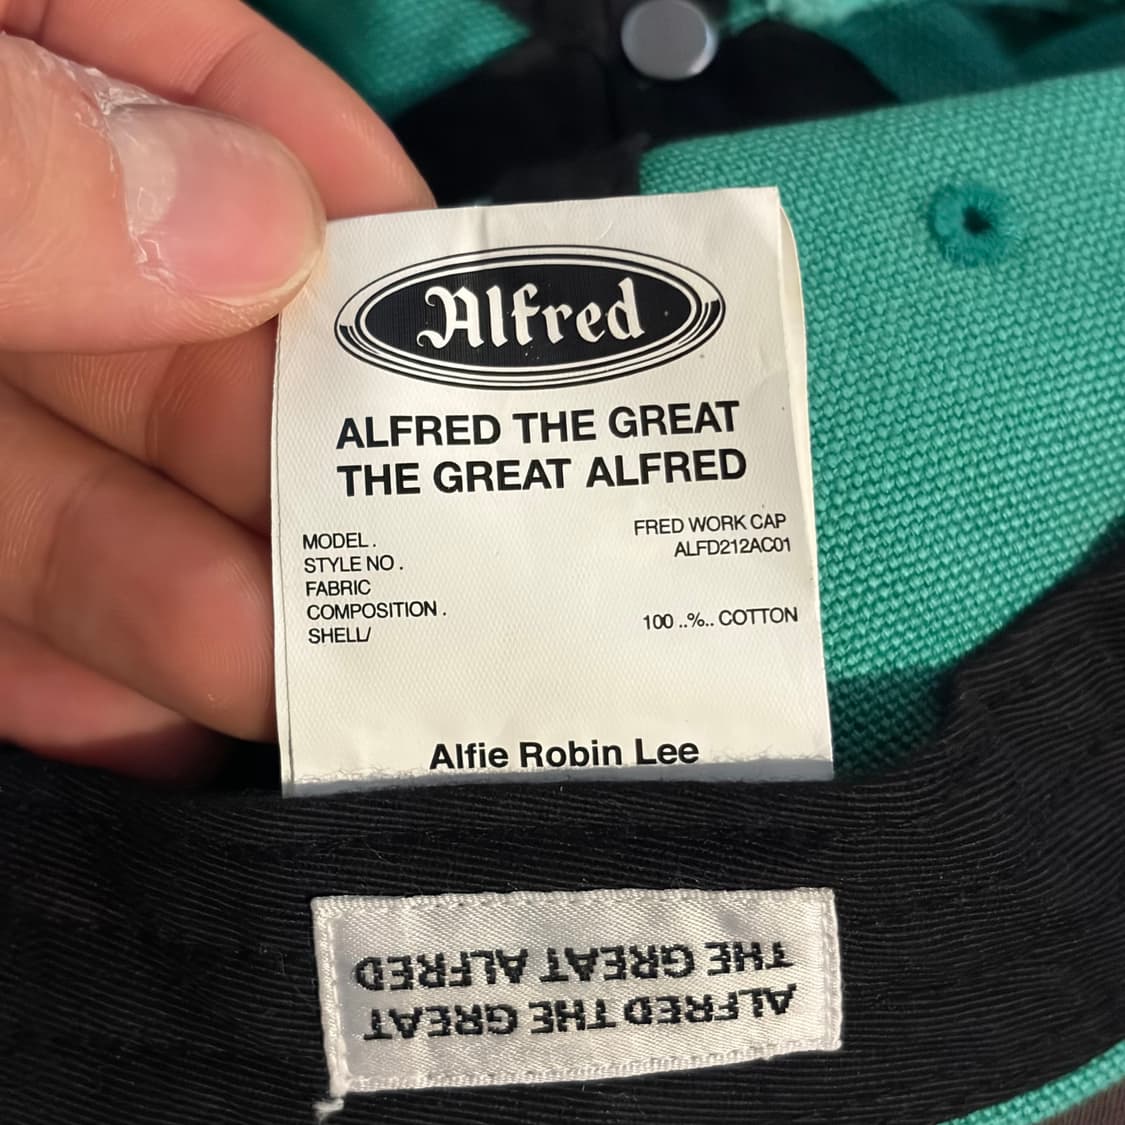 Alfred
ALFRED THE GREAT
THE GREAT ALFRED
MODEL . FRED WORK CAP
STYLE NO . ALFD212AC01
FABRIC
COMPOSITION . 100 ..%.. COTTON
SHELL/
Alfie Robin Lee
ALFRED THE GREAT
THE GREAT ALFRED